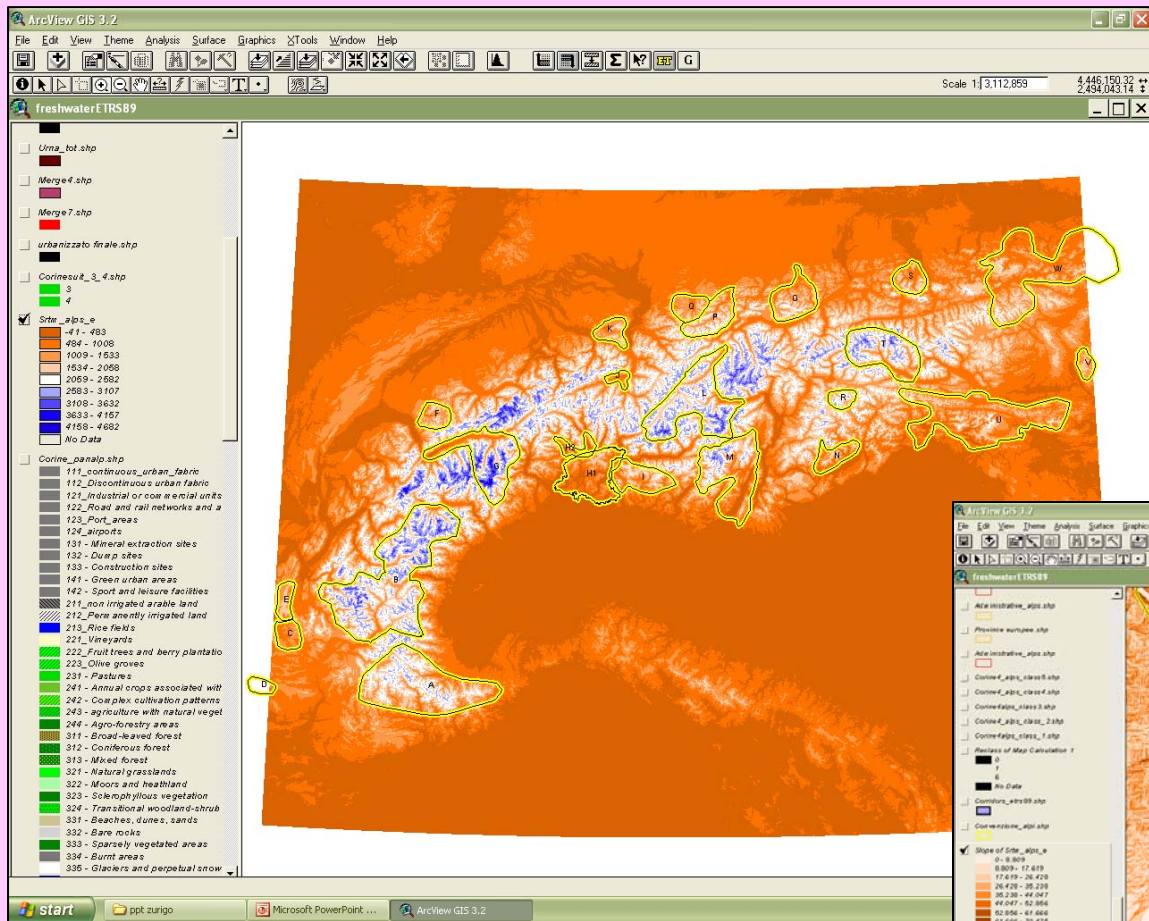 ArcView GIS 3.2
File Edit View Theme Analysis Surface Graphics XTools Window Help
Scale 1: 3,112,859
4,446,150.32
2,494,043.14
freshwaterETRS89
Urna_tot.shp
Merge4.shp
Merge7.shp
urbanizzato finale.shp
Corinesuit_3_4.shp
3
4
Srtm_alps_e
-41 - 483
484 - 1008
1009 - 1533
1534 - 2058
2059 - 2582
2583 - 3107
3108 - 3632
3633 - 4157
4158 - 4682
No Data
Corine_panalp.shp
111_continuous_urban_fabric
112_Discontinuous urban fabric
121_Industrial or commercial units
122_Road and rail networks and a
123_Port_areas
124_airports
131 - Mineral extraction sites
132 - Dump sites
133 - Construction sites
141 - Green urban areas
142 - Sport and leisure facilities
211_non irrigated arable land
212_Permanently irrigated land
213_Rice fields
221_Vineyards
222_Fruit trees and berry plantatio
223_Olive groves
231 - Pastures
241 - Annual crops associated with
242 - Complex cultivation patterns
243 - agriculture with natural veget
244 - Agro-forestry areas
311 - Broad-leaved forest
312 - Coniferous forest
313 - Mixed forest
321 - Natural grasslands
322 - Moors and heathland
323 - Sclerophyllous vegetation
324 - Transitional woodland-shrub
331 - Beaches, dunes, sands
332 - Bare rocks
333 - Sparsely vegetated areas
334 - Burnt areas
335 - Glaciers and perpetual snow
W
S
O
Q
P
K
T
V
J
L
R
F
U
H2
N
M
G
H1
I
B
E
C
D
A
ArcView GIS 3.2
File Edit View Theme Analysis Surface Graphics
freshwaterETRS89
Administrative_alps.shp
Provincie europee.shp
Administrative_alps.shp
Corine4_alps_class5.shp
Corine4_alps_class4.shp
Corine4alps_class3.shp
Corine4_alps_class_2.shp
Corine4alps_class_1.shp
Reclass of Map Calculation 1
0
1
6
No Data
Corridors_etrs89.shp
Convenzione_alpi.shp
Slope of Srtm_alps_e
0 - 8.809
8.809 - 17.619
17.619 - 26.428
26.428 - 35.238
35.238 - 44.047
44.047 - 52.856
52.856 - 61.666
start
ppt zurigo
Microsoft PowerPoint ...
ArcView GIS 3.2